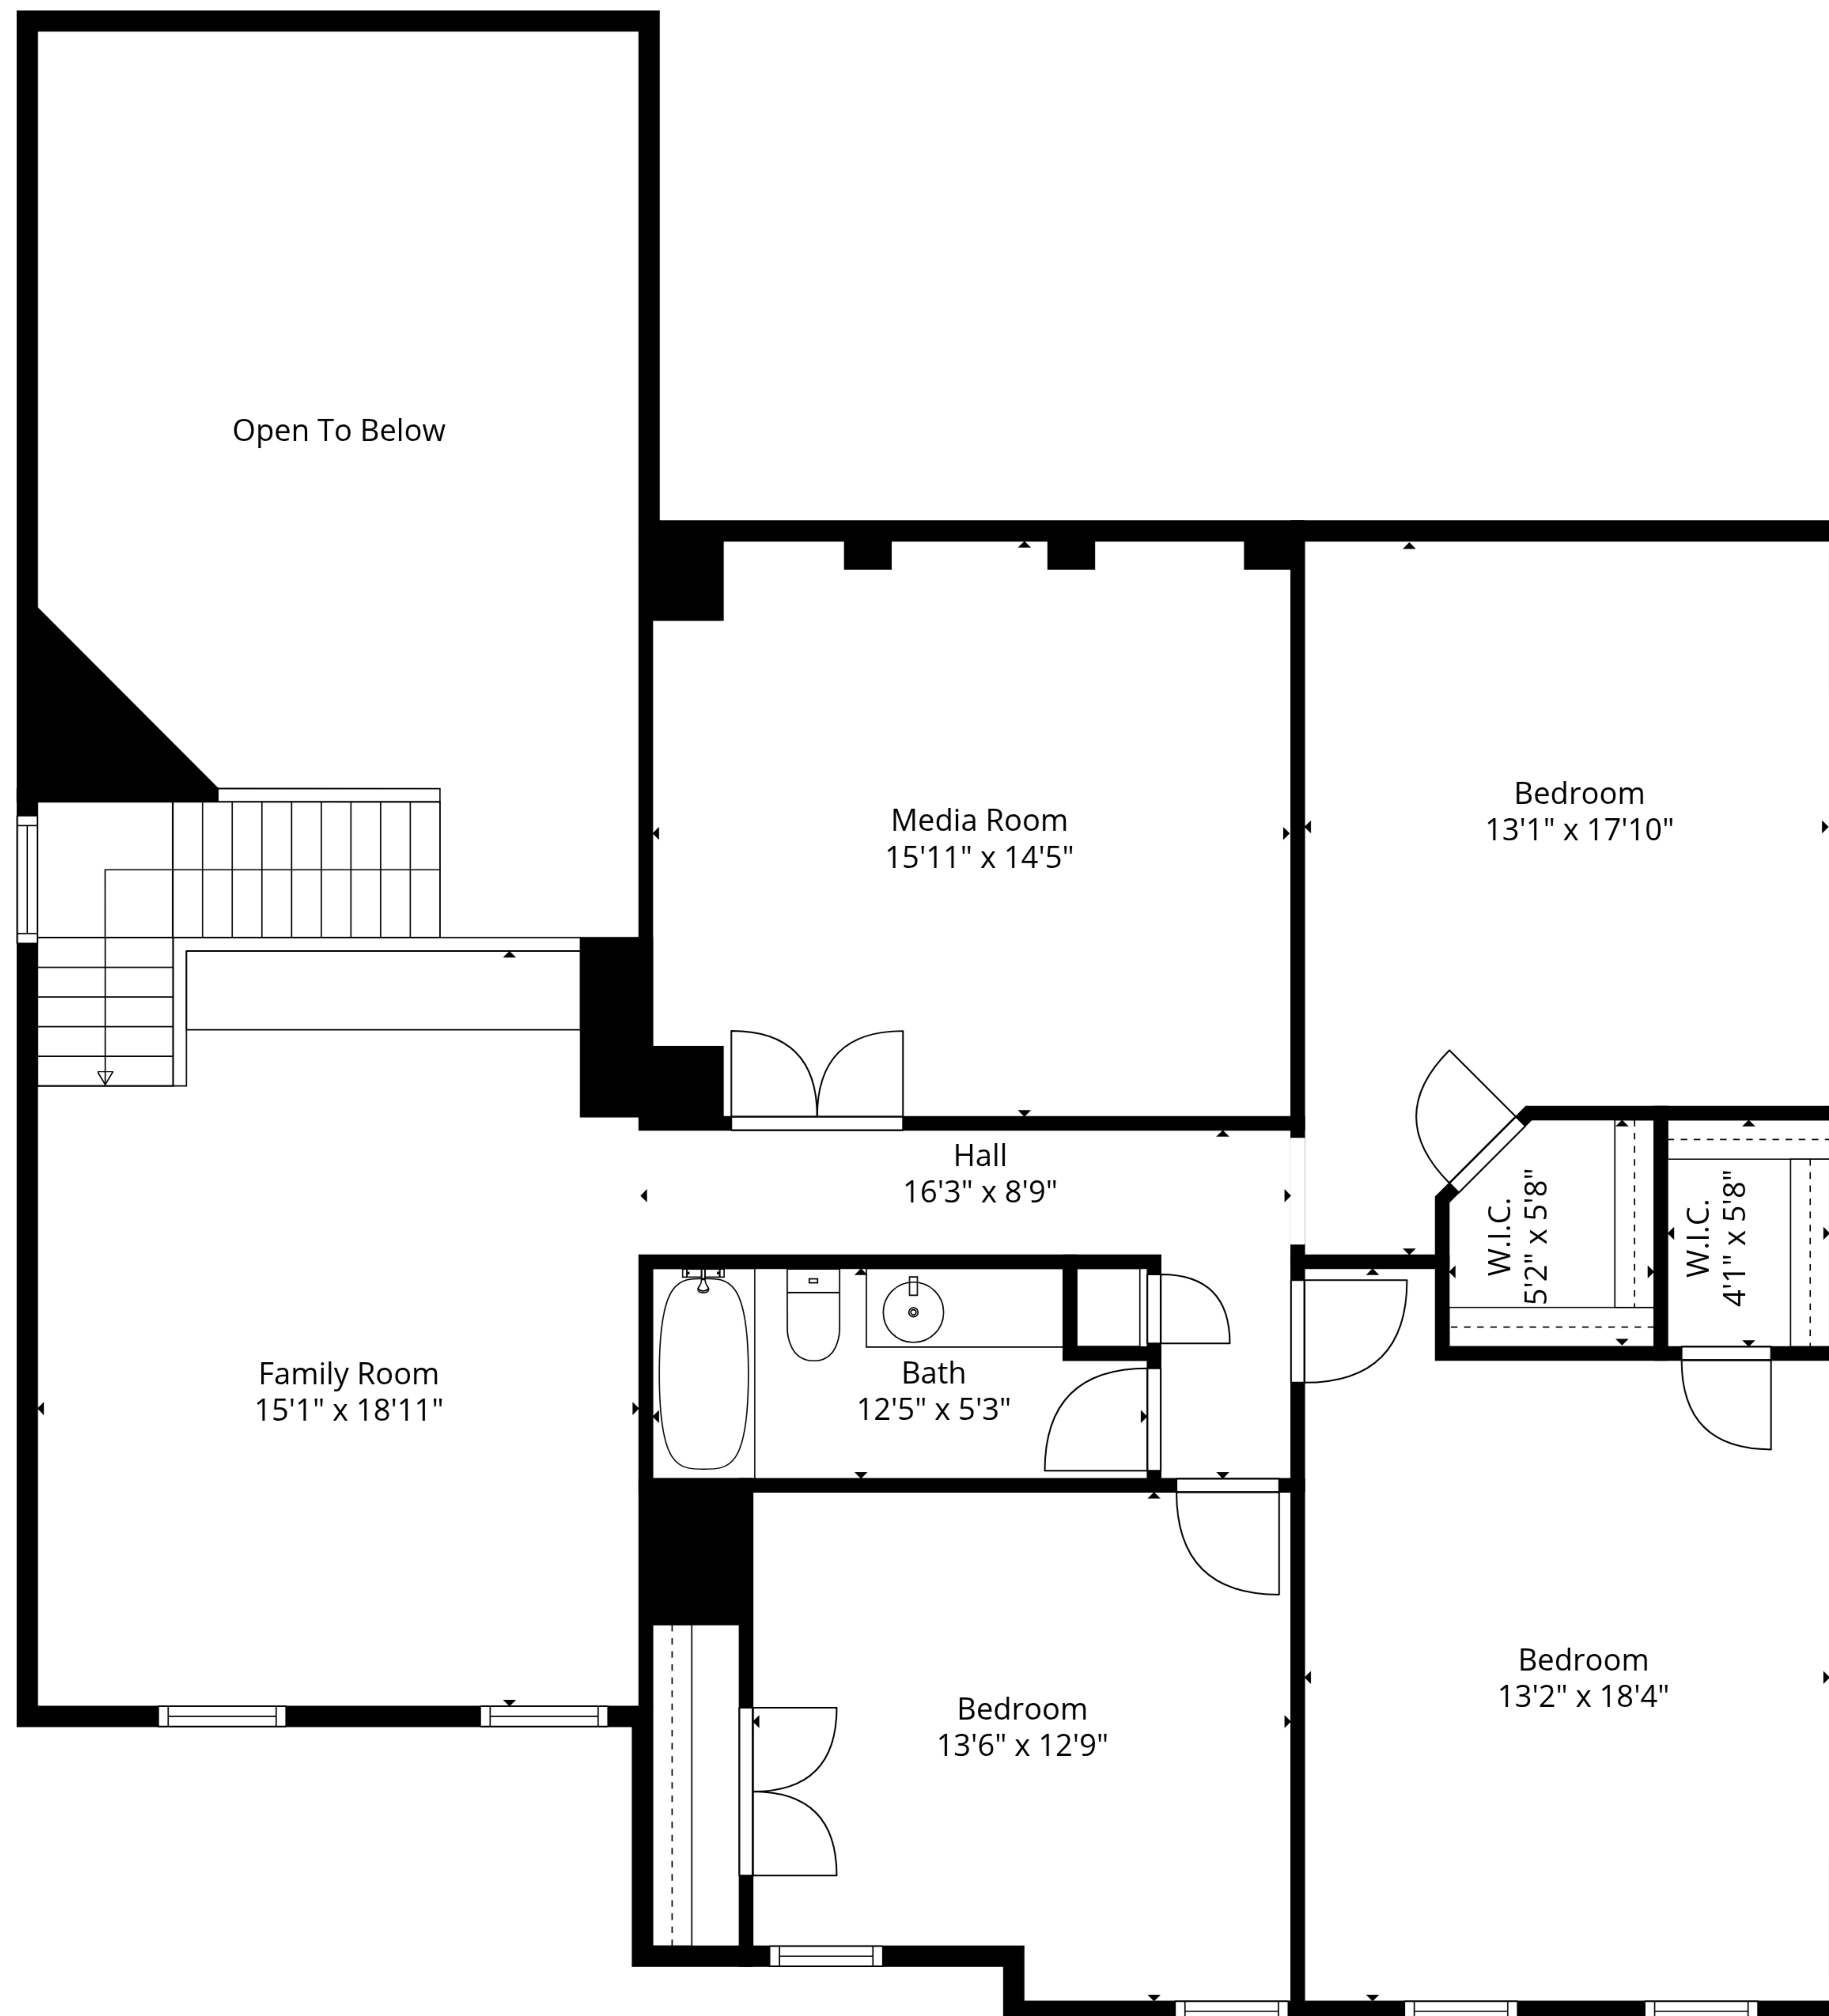 Open To Below
Media Room
15'11" x 14'5"
Bedroom
13'1" x 17'10"
Hall
16'3" x 8'9"
W.I.C.
5'2" x 5'8"
W.I.C.
4'1" x 5'8"
Family Room
15'1" x 18'11"
Bath
12'5" x 5'3"
Bedroom
13'6" x 12'9"
Bedroom
13'2" x 18'4"